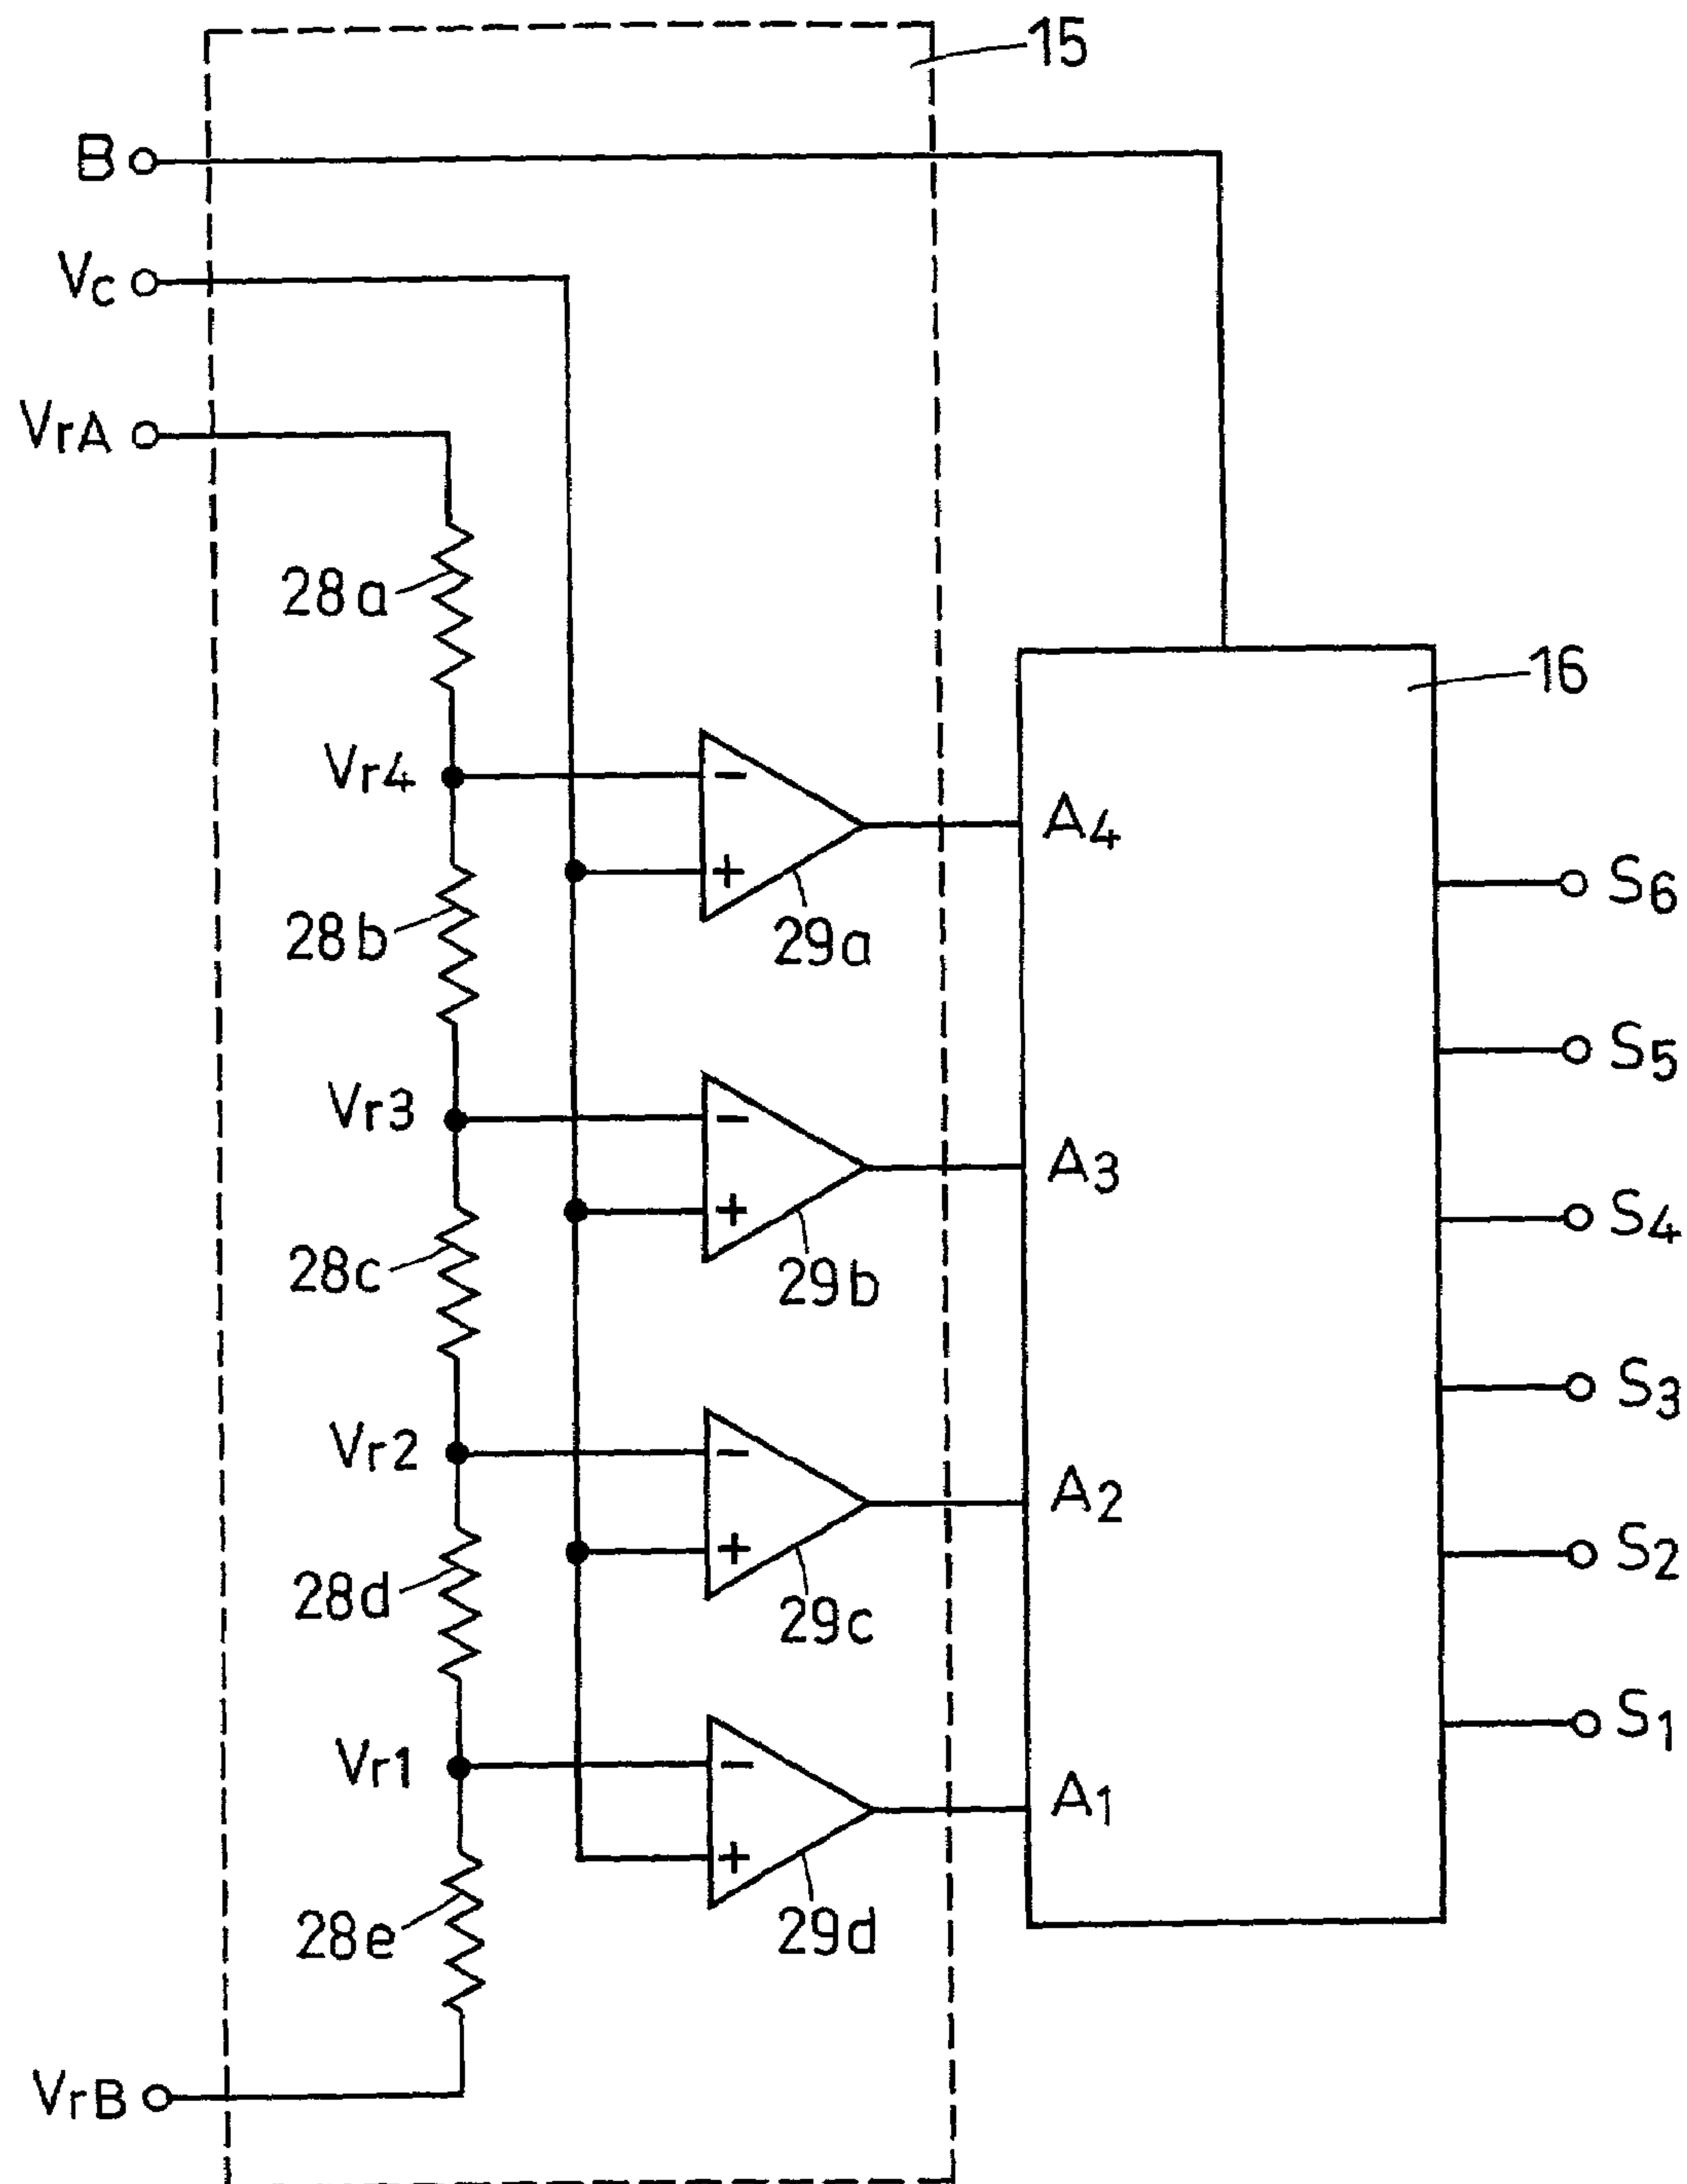 15
B
Vc
VrA
28a
16
Vr4
−
A4
+
S6
28b
29a
S5
Vr3
−
A3
+
S4
28c
29b
S3
Vr2
−
A2
+
S2
28d
29c
S1
Vr1
−
A1
+
28e
29d
VrB